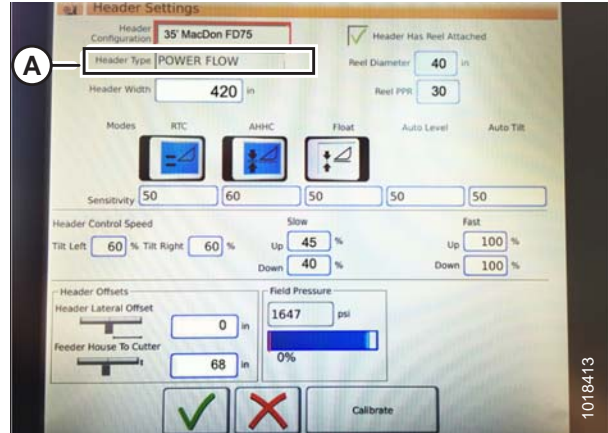 Header Settings
Header Configuration 35' MacDon FD75
Header Has Reel Attached
A
Header Type POWER FLOW
Reel Diameter 40 in
Header Width 420 in
Reel PPR 30
Modes RTC AHHC Float Auto Level Auto Tilt
Sensitivity 50 60 50 50 50
Header Control Speed
Slow
Fast
Tilt Left 60 % Tilt Right 60 %
Up 45 %
Up 100 %
Down 40 %
Down 100 %
Header Offsets
Field Pressure
Header Lateral Offset
0 in
1647 psi
Feeder House To Cutter
68 in
0%
Calibrate
1018413